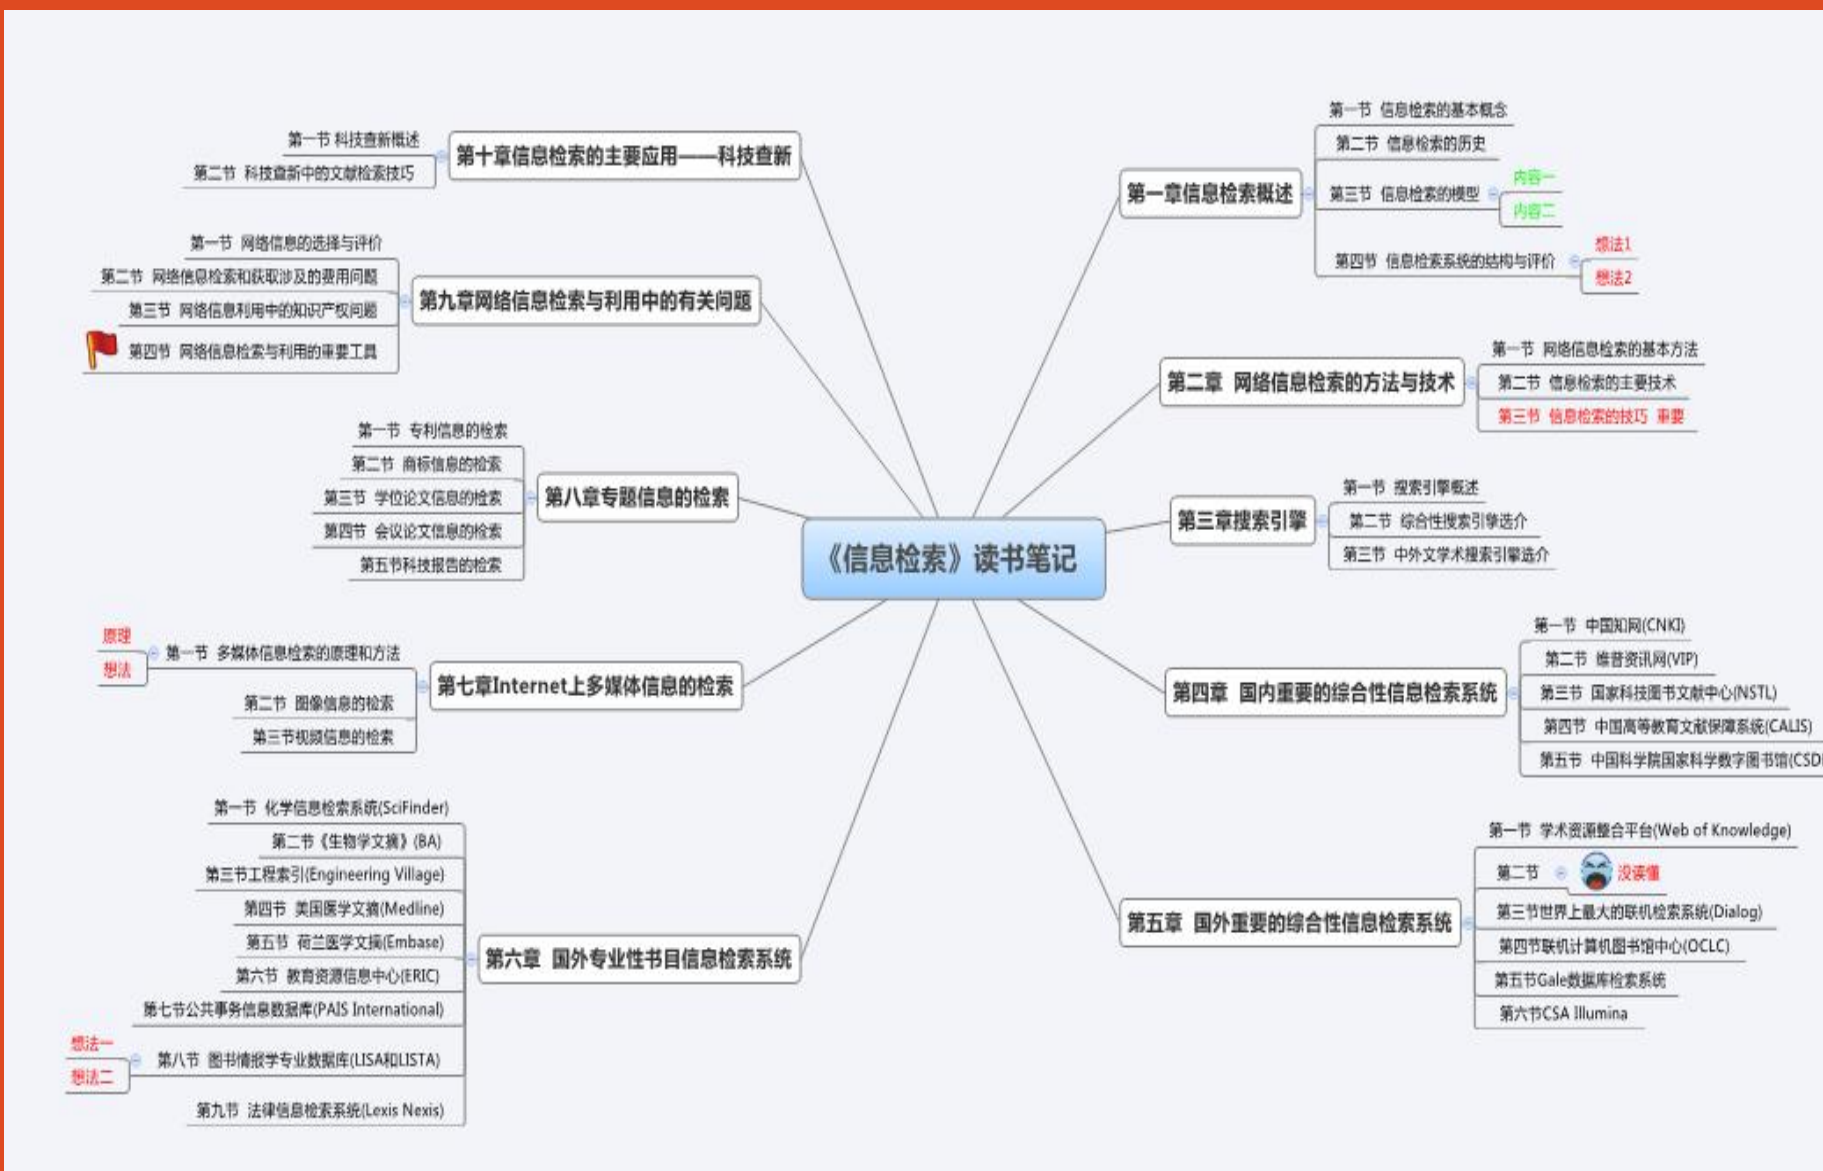 《信息检索》读书笔记
第一章信息检索概述
第一节 信息检索的基本概念
第二节 信息检索的历史
第三节 信息检索的模型
内容一
内容二
第四节 信息检索系统的结构与评价
想法1
想法2
第二章 网络信息检索的方法与技术
第一节 网络信息检索的基本方法
第二节 信息检索的主要技术
第三节 信息检索的技巧 重要
第三章搜索引擎
第一节 搜索引擎概述
第二节 综合性搜索引擎选介
第三节 中外文学术搜索引擎选介
第四章 国内重要的综合性信息检索系统
第一节 中国知网(CNKI)
第二节 维普资讯网(VIP)
第三节 国家科技图书文献中心(NSTL)
第四节 中国高等教育文献保障系统(CALIS)
第五节 中国科学院国家科学数字图书馆(CSD
第五章 国外重要的综合性信息检索系统
第一节 学术资源整合平台(Web of Knowledge)
第二节
没读懂
第三节世界上最大的联机检索系统(Dialog)
第四节联机计算机图书馆中心(OCLC)
第五节Gale数据库检索系统
第六节CSA Illumina
第六章 国外专业性书目信息检索系统
第一节 化学信息检索系统(SciFinder)
第二节《生物学文摘》(BA)
第三节工程索引(Engineering Village)
第四节 美国医学文摘(Medline)
第五节 荷兰医学文摘(Embase)
第六节 教育资源信息中心(ERIC)
第七节公共事务信息数据库(PAIS International)
第八节 图书情报学专业数据库(LISA和LISTA)
想法一
想法二
第九节 法律信息检索系统(Lexis Nexis)
第七章Internet上多媒体信息的检索
第一节 多媒体信息检索的原理和方法
原理
想法
第二节 图像信息的检索
第三节视频信息的检索
第八章专题信息的检索
第一节 专利信息的检索
第二节 商标信息的检索
第三节 学位论文信息的检索
第四节 会议论文信息的检索
第五节科技报告的检索
第九章网络信息检索与利用中的有关问题
第一节 网络信息的选择与评价
第二节 网络信息检索和获取涉及的费用问题
第三节 网络信息利用中的知识产权问题
第四节 网络信息检索与利用的重要工具
第十章信息检索的主要应用——科技查新
第一节 科技查新概述
第二节 科技查新中的文献检索技巧